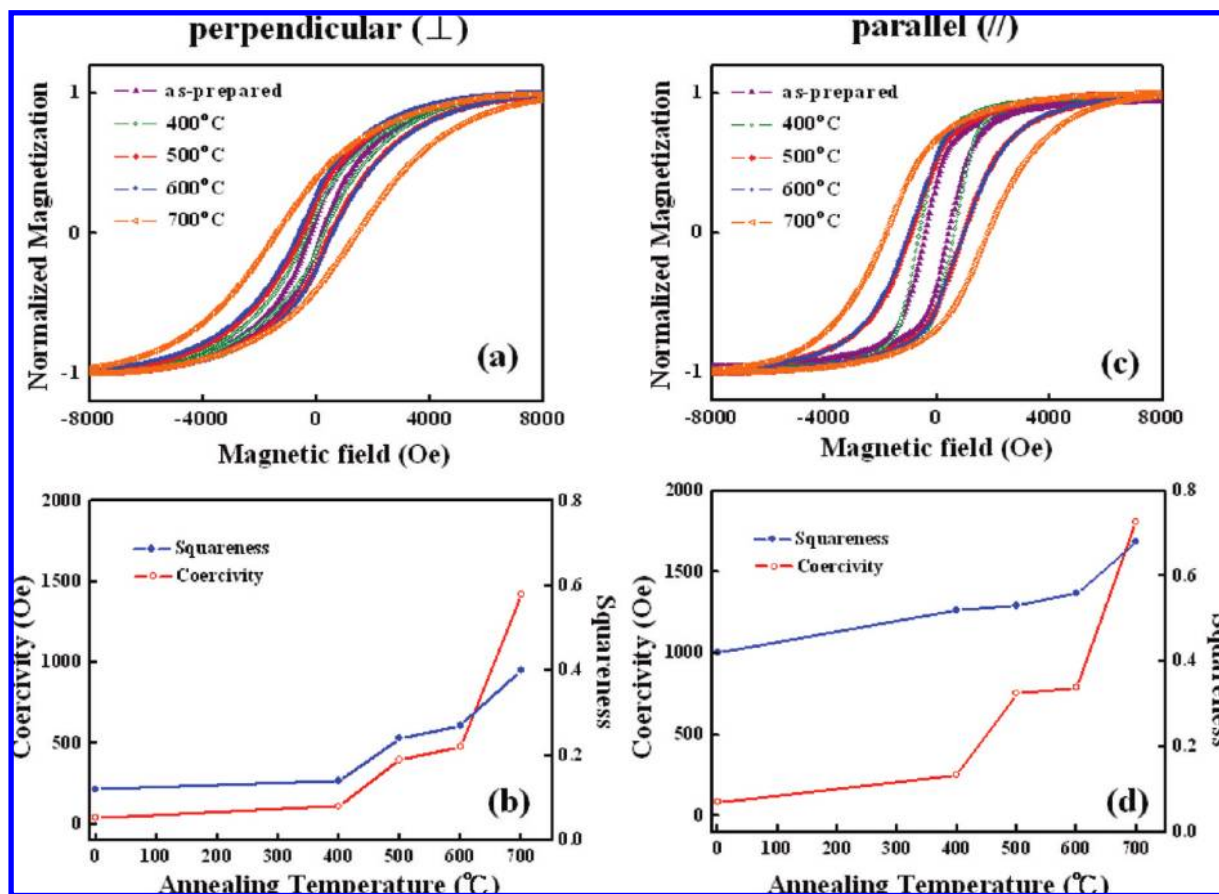 perpendicular (⊥)
Normalized Magnetization
1
0
-1
as-prepared
400°C
500°C
600°C
700°C
(a)
-8000 -4000 0 4000 8000
Magnetic field (Oe)
parallel (//)
Normalized Magnetization
1
0
-1
as-prepared
400°C
500°C
600°C
700°C
(c)
-8000 -4000 0 4000 8000
Magnetic field (Oe)
Coercivity (Oe)
2000
1500
1000
500
0
Squareness
Coercivity
(b)
0.8
0.6
0.4
0.2
0.0
Squareness
0 100 200 300 400 500 600 700
Annealing Temperature (℃)
Coercivity (Oe)
2000
1500
1000
500
0
Squareness
Coercivity
(d)
0.8
0.6
0.4
0.2
0.0
Squareness
0 100 200 300 400 500 600 700
Annealing Temperature (℃)